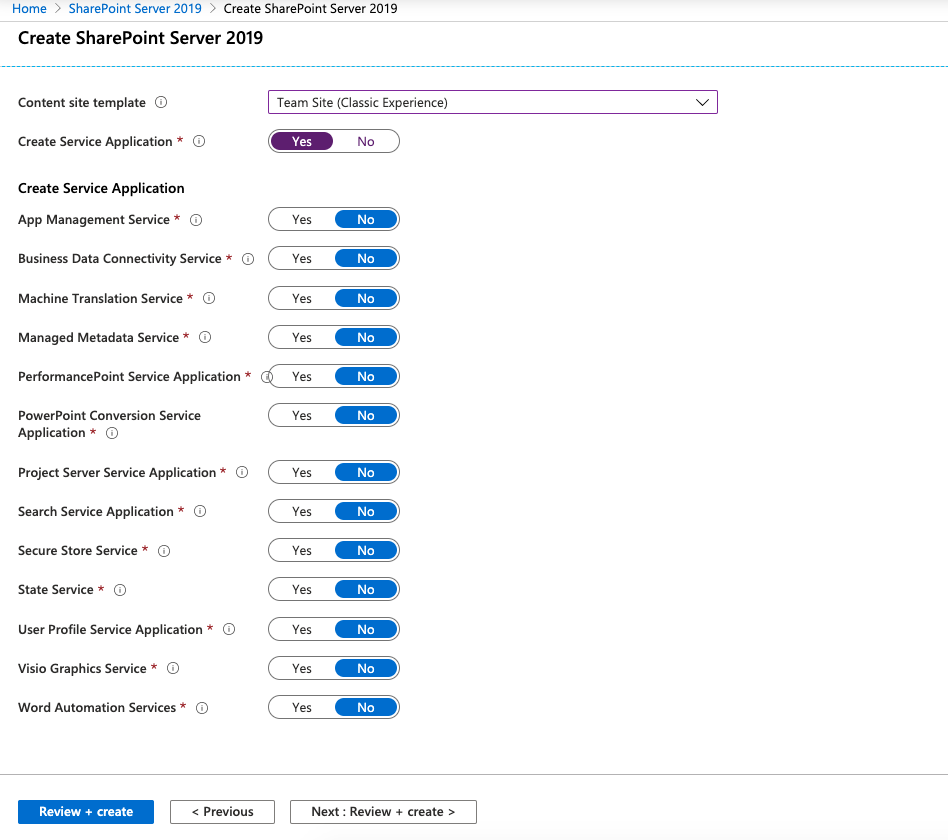 Home > SharePoint Server 2019 > Create SharePoint Server 2019
Create SharePoint Server 2019
Content site template
Team Site (Classic Experience)
Create Service Application * Yes No
Create Service Application
App Management Service * Yes No
Business Data Connectivity Service * Yes No
Machine Translation Service * Yes No
Managed Metadata Service * Yes No
PerformancePoint Service Application * Yes No
PowerPoint Conversion Service
Application * Yes No
Project Server Service Application * Yes No
Search Service Application * Yes No
Secure Store Service * Yes No
State Service * Yes No
User Profile Service Application * Yes No
Visio Graphics Service * Yes No
Word Automation Services * Yes No
Review + create < Previous Next : Review + create >